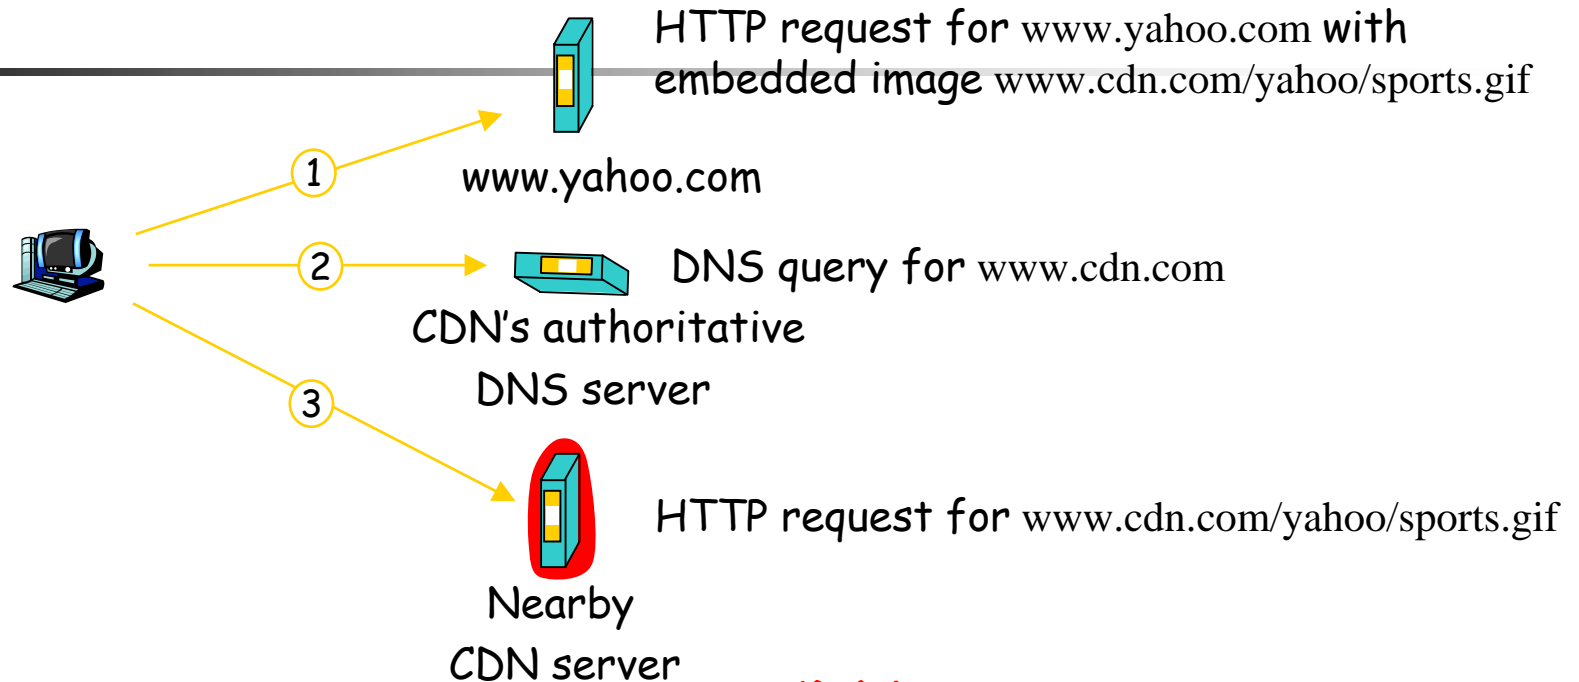 HTTP request for www.yahoo.com with
embedded image www.cdn.com/yahoo/sports.gif
1
www.yahoo.com
2
DNS query for www.cdn.com
CDN's authoritative
DNS server
3
HTTP request for www.cdn.com/yahoo/sports.gif
Nearby
CDN server